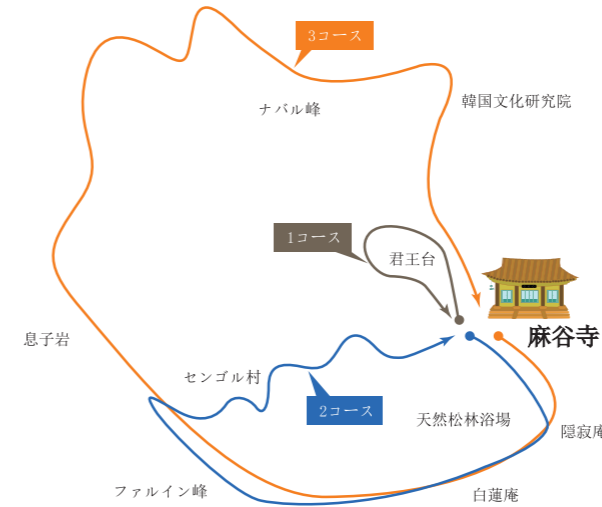 3コース
ナバル峰
韓国文化研究院
1コース
君王台
麻谷寺
息子岩
センゴル村
2コース
天然松林浴場
隠寂庵
ファルイン峰
白蓮庵